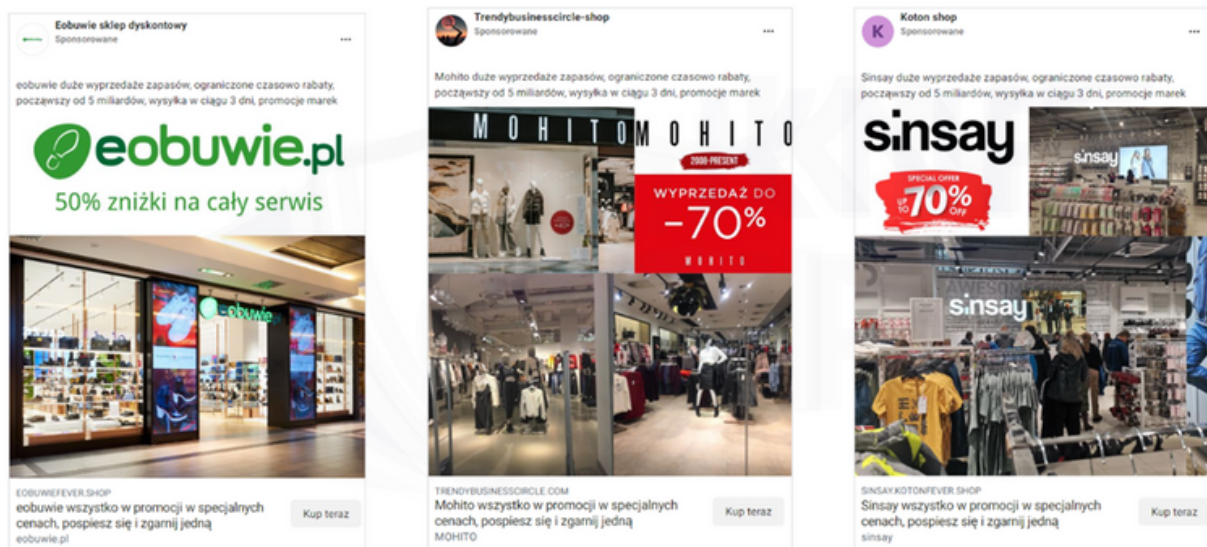 Eobuwie sklep dyskontowy
Sponsorowane
eobuwie duże wyprzedaże zapasów, ograniczone czasowo rabaty,
począwszy od 5 miliardów, wysyłka w ciągu 3 dni, promocje marek
eobuwie.pl
50% zniżki na cały serwis
eobuwie.pl
EOBUWIEFEVER.SHOP
eobuwie wszystko w promocji w specjalnych
cenach, pospiesz się i zgarnij jedną
eobuwie.pl
Kup teraz
Trendybusinesscircle-shop
Sponsorowane
Mohito duże wyprzedaże zapasów, ograniczone czasowo rabaty,
począwszy od 5 miliardów, wysyłka w ciągu 3 dni, promocje marek
MOHITO
MOHITO
2008-PRESENT
WYPRZEDAŻ DO
-70%
MOHITO
TRENDYBUSINESSCIRCLE.COM
Mohito wszystko w promocji w specjalnych
cenach, pospiesz się i zgarnij jedną
MOHITO
Kup teraz
K
Koton shop
Sponsorowane
Sinsay duże wyprzedaże zapasów, ograniczone czasowo rabaty,
począwszy od 5 miliardów, wysyłka w ciągu 3 dni, promocje marek
sinsay
SPECIAL OFFER
UP TO 70% OFF
sinsay
sinsay
SINSAY.KOTONFEVER.SHOP
Sinsay wszystko w promocji w specjalnych
cenach, pospiesz się i zgarnij jedną
sinsay
Kup teraz